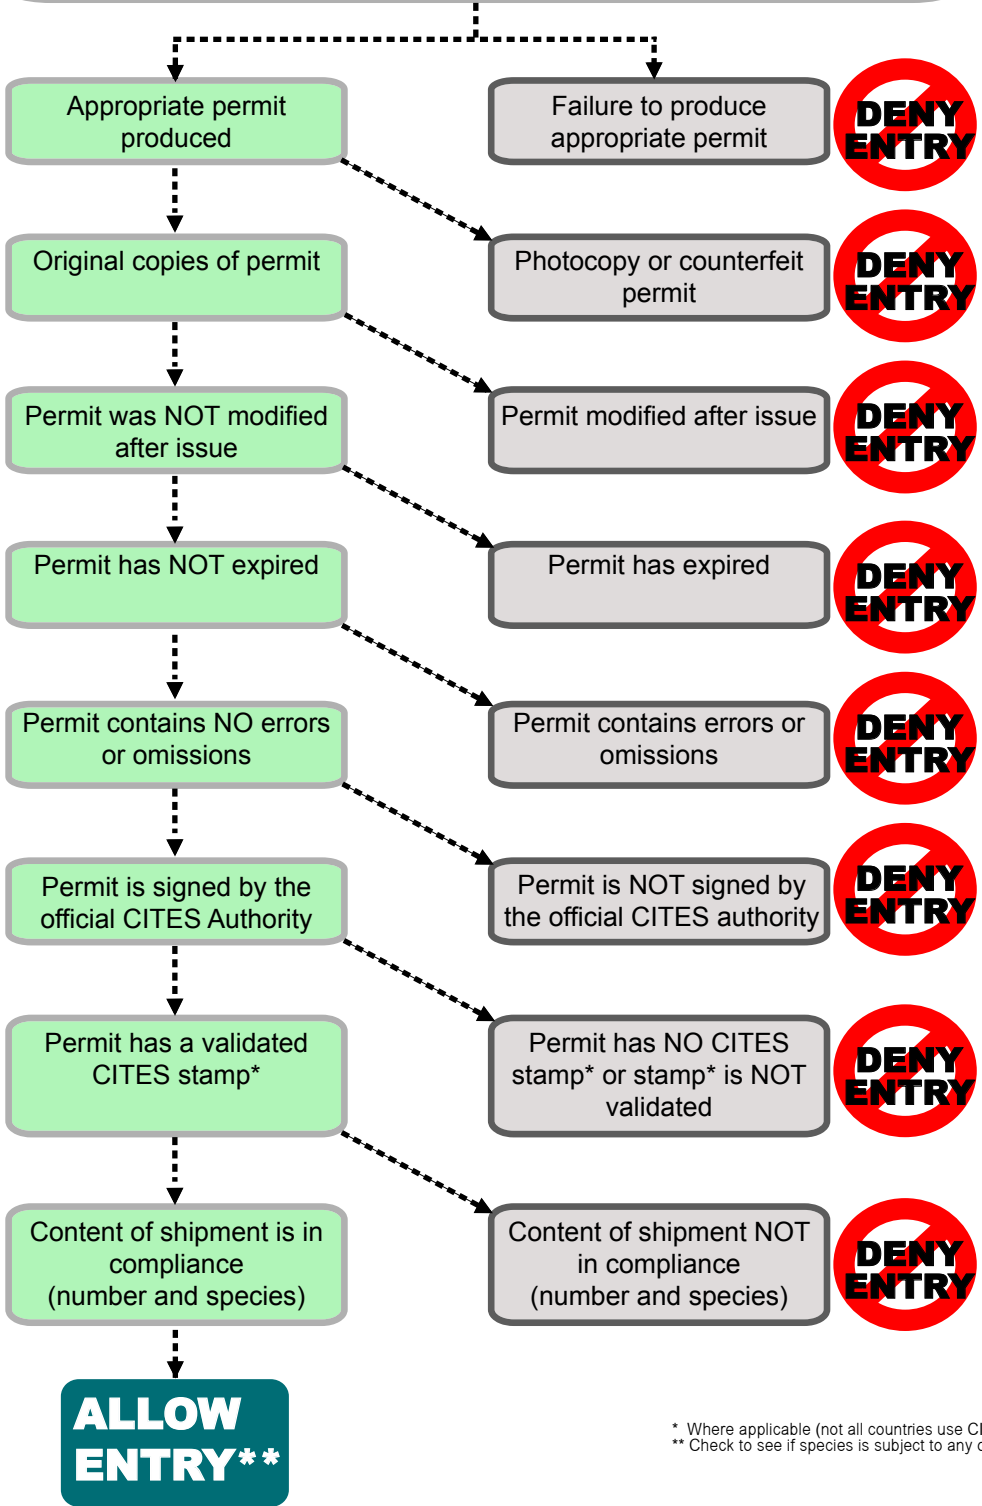 Appropriate permit
produced
Failure to produce
appropriate permit
DENY
ENTRY
Original copies of permit
Photocopy or counterfeit
permit
DENY
ENTRY
Permit was NOT modified
after issue
Permit modified after issue
DENY
ENTRY
Permit has NOT expired
Permit has expired
DENY
ENTRY
Permit contains NO errors
or omissions
Permit contains errors or
omissions
DENY
ENTRY
Permit is signed by the
official CITES Authority
Permit is NOT signed by
the official CITES authority
DENY
ENTRY
Permit has a validated
CITES stamp*
Permit has NO CITES
stamp* or stamp* is NOT
validated
DENY
ENTRY
Content of shipment is in
compliance
(number and species)
Content of shipment NOT
in compliance
(number and species)
DENY
ENTRY
ALLOW
ENTRY**
* Where applicable (not all countries use
** Check to see if species is subject to any